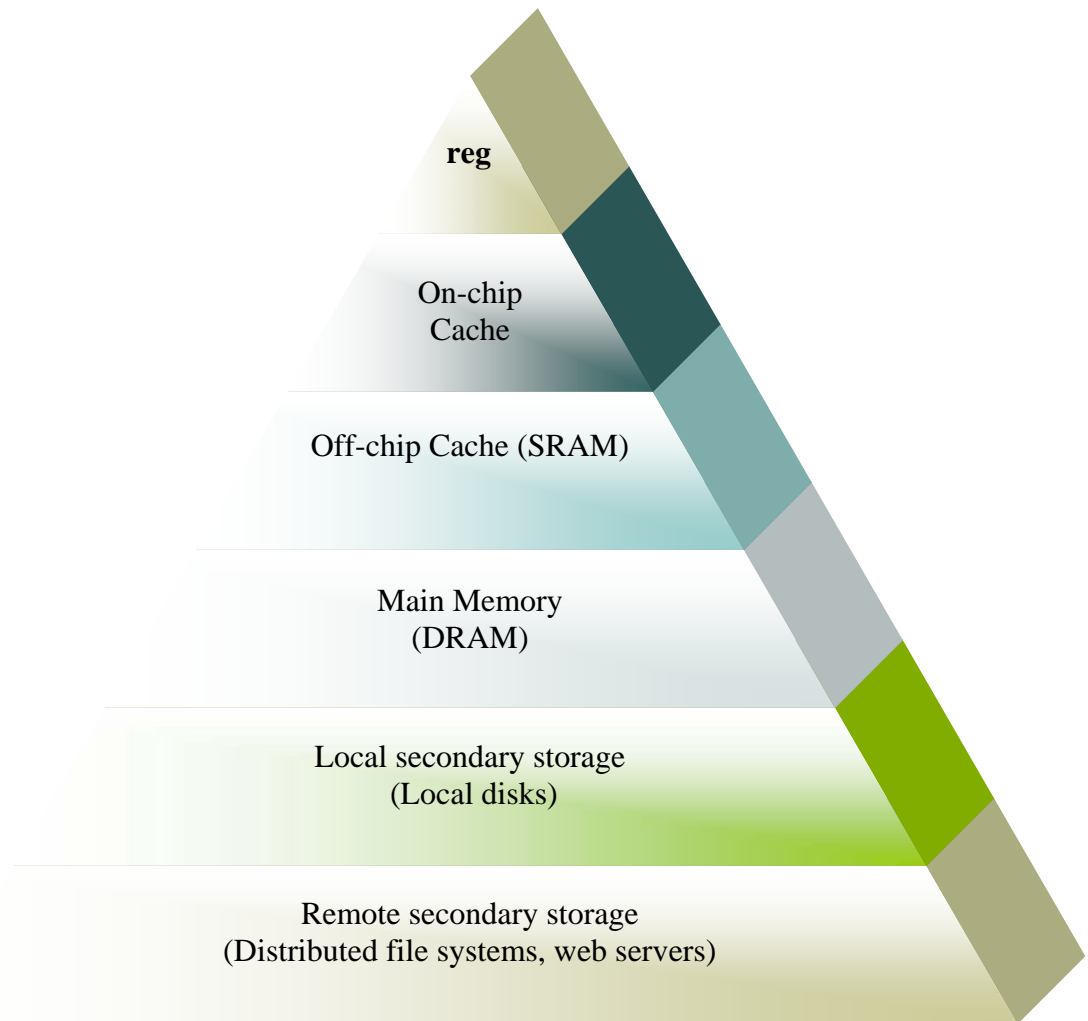 reg
On-chip
Cache
Off-chip Cache (SRAM)
Main Memory
(DRAM)
Local secondary storage
(Local disks)
Remote secondary storage
(Distributed file systems, web servers)